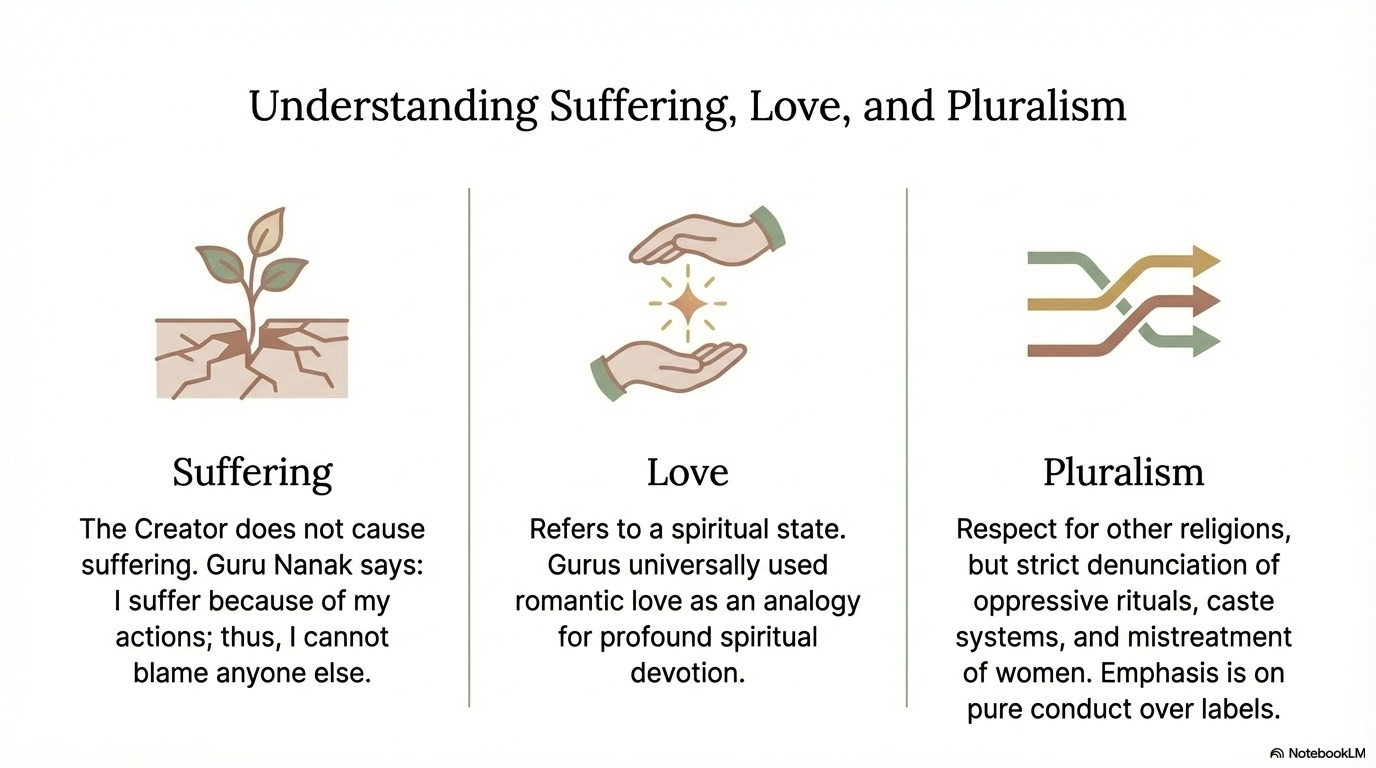 Understanding Suffering, Love, and Pluralism
Suffering
The Creator does not cause
suffering. Guru Nanak says:
I suffer because of my
actions; thus, I cannot
blame anyone else.
Love
Refers to a spiritual state.
Gurus universally used
romantic love as an analogy
for profound spiritual
devotion.
Pluralism
Respect for other religions,
but strict denunciation of
oppressive rituals, caste
systems, and mistreatment
of women. Emphasis is on
pure conduct over labels.
NotebookLM